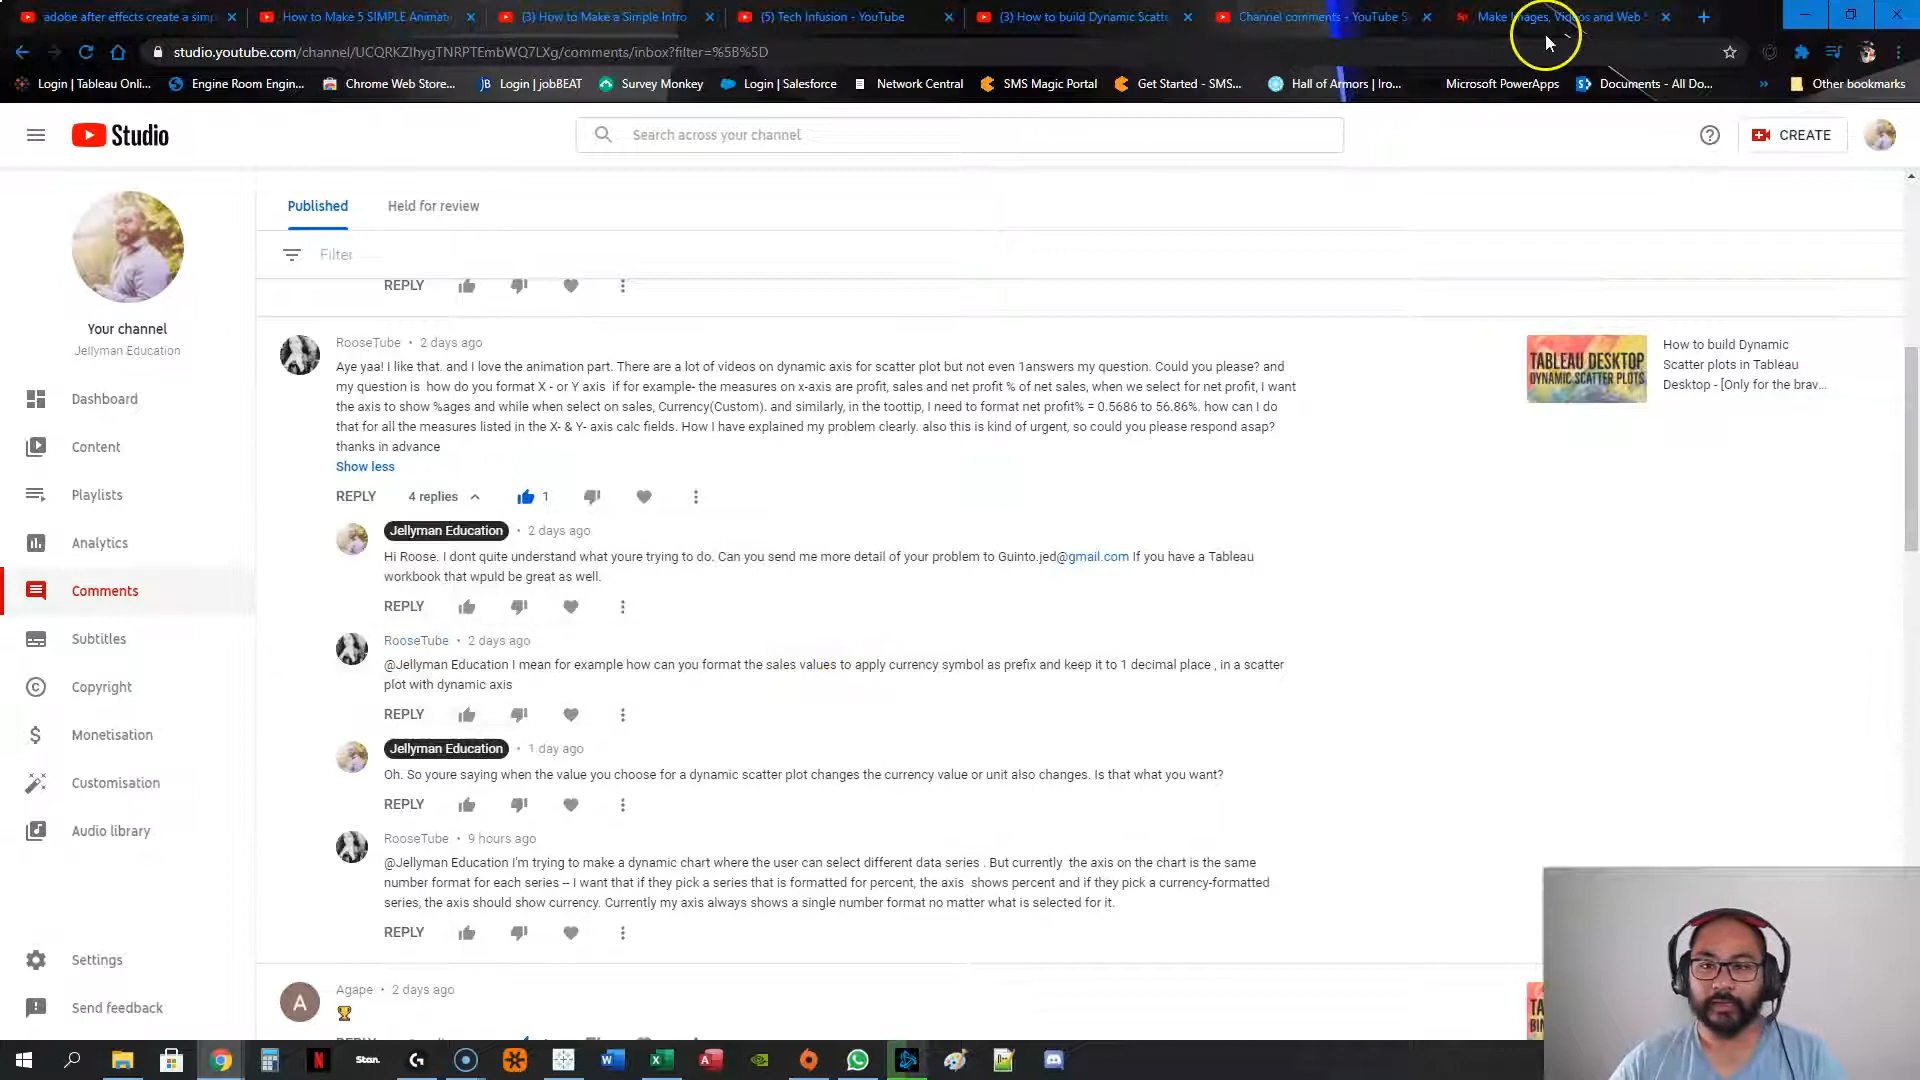 adobe after effects create a simp
How to Make 5 SIMPLE Animat
(3) How to Make a Simple Intro
(5) Tech Infusion - YouTube
(3) How to build Dynamic Scatte
Channel comments - YouTube S
Make Images, Videos and Web S
studio.youtube.com/channel/UCQRKZIhygTNRPTEmbWQ7LXg/comments/inbox?filter=%5B%5D
Login | Tableau Onli...
Engine Room Engin...
Chrome Web Store...
Login | jobBEAT
Survey Monkey
Login | Salesforce
Network Central
SMS Magic Portal
Get Started - SMS...
Hall of Armors | Iro...
Microsoft PowerApps
Documents - All Do...
Other bookmarks
Studio
Search across your channel
CREATE
Your channel
Jellyman Education
Dashboard
Content
Playlists
Analytics
Comments
Subtitles
Copyright
Monetisation
Customisation
Audio library
Settings
Send feedback
Published
Held for review
Filter
REPLY
RooseTube • 2 days ago
Aye yaa! I like that. and I love the animation part. There are a lot of videos on dynamic axis for scatter plot but not even 1answers my question. Could you please? and
my question is how do you format X - or Y axis if for example- the measures on x-axis are profit, sales and net profit % of net sales, when we select for net profit, I want
the axis to show %ages and while when select on sales, Currency(Custom). and similarly, in the toottip, I need to format net profit% = 0.5686 to 56.86%. how can I do
that for all the measures listed in the X- & Y- axis calc fields. How I have explained my problem clearly. also this is kind of urgent, so could you please respond asap?
thanks in advance
Show less
REPLY 4 replies 1
Jellyman Education • 2 days ago
Hi Roose. I dont quite understand what youre trying to do. Can you send me more detail of your problem to Guinto.jed@gmail.com If you have a Tableau
workbook that wpuld be great as well.
REPLY
RooseTube • 2 days ago
@Jellyman Education I mean for example how can you format the sales values to apply currency symbol as prefix and keep it to 1 decimal place , in a scatter
plot with dynamic axis
REPLY
Jellyman Education • 1 day ago
Oh. So youre saying when the value you choose for a dynamic scatter plot changes the currency value or unit also changes. Is that what you want?
REPLY
RooseTube • 9 hours ago
@Jellyman Education I'm trying to make a dynamic chart where the user can select different data series . But currently the axis on the chart is the same
number format for each series -- I want that if they pick a series that is formatted for percent, the axis shows percent and if they pick a currency-formatted
series, the axis should show currency. Currently my axis always shows a single number format no matter what is selected for it.
REPLY
A
Agape • 2 days ago
TABLEAU DESKTOP
DYNAMIC SCATTER PLOTS
How to build Dynamic
Scatter plots in Tableau
Desktop - [Only for the brav...
Stan.